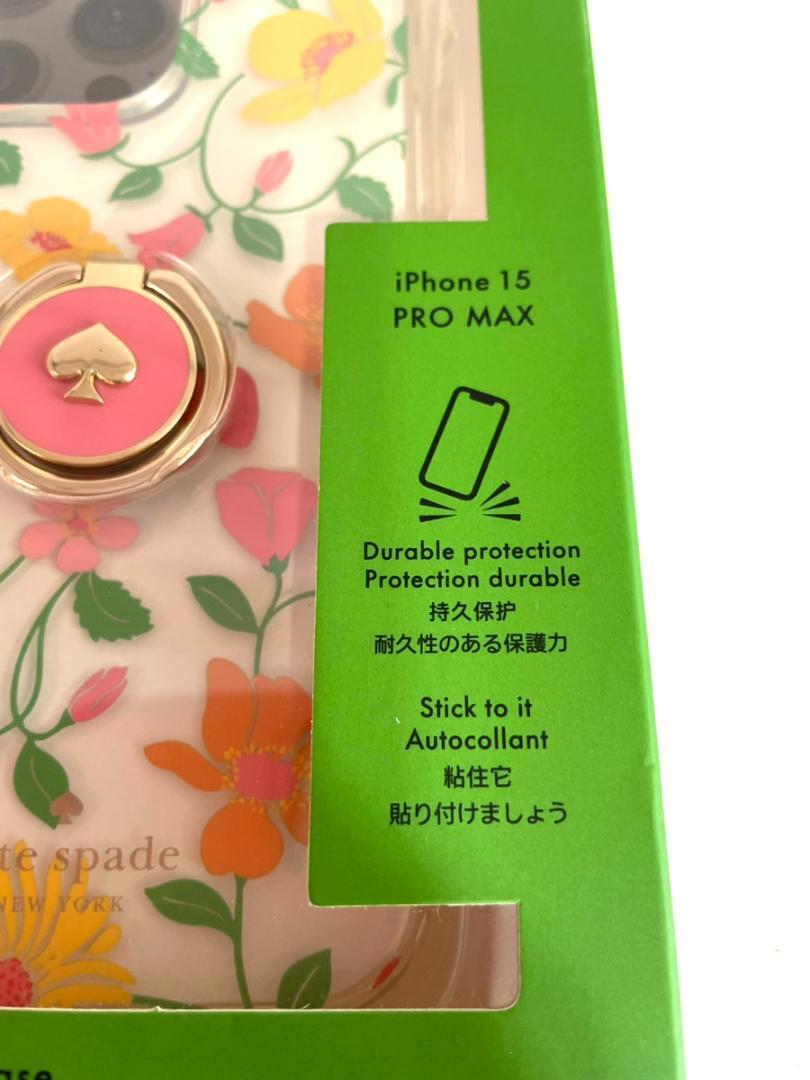 iPhone 15
PRO MAX
Durable protection
Protection durable
持久保护
耐久性のある保護力
Stick to it
Autocollant
粘住它
貼り付けましょう
spade
NEW YORK